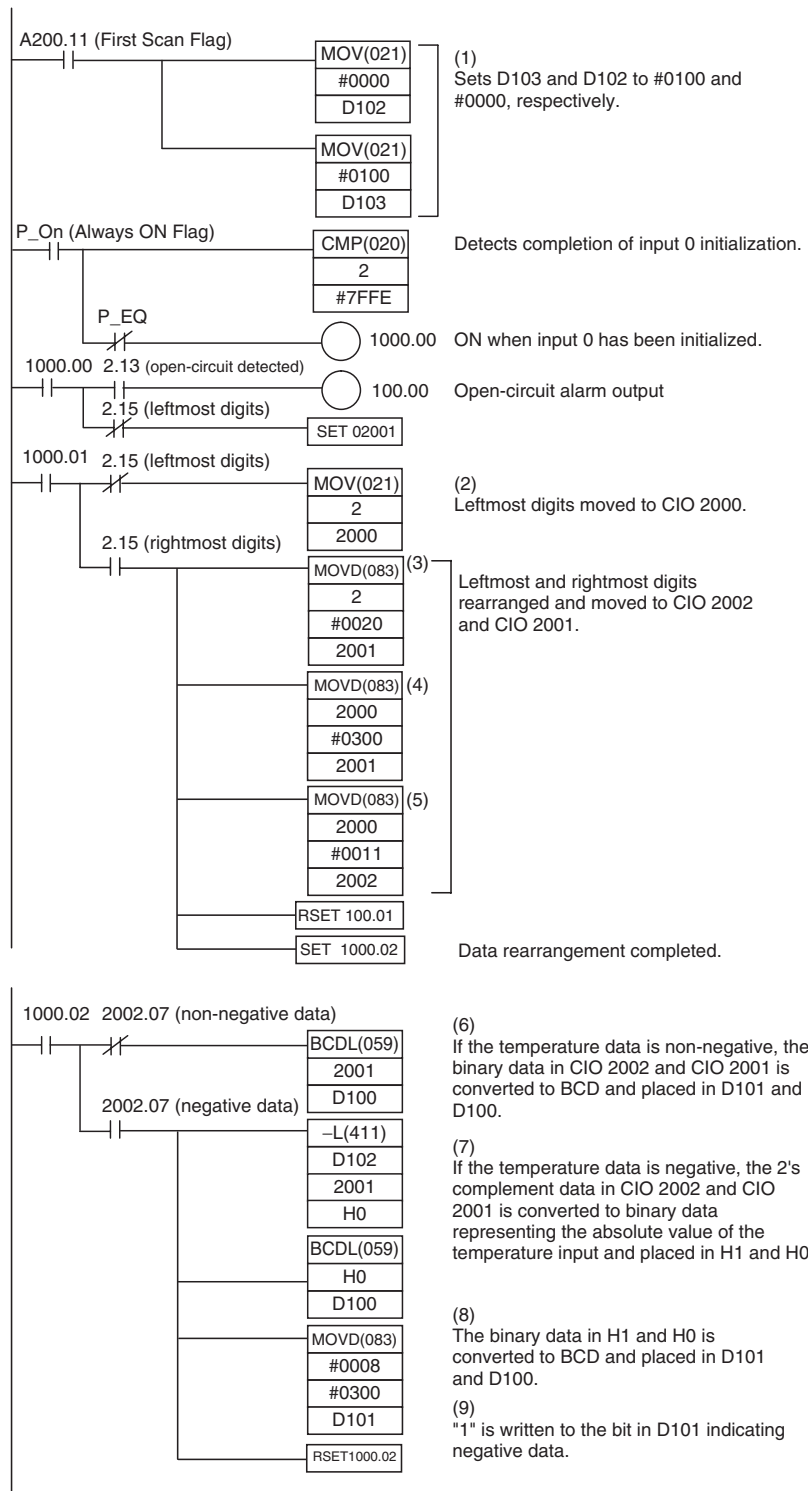 A200.11 (First Scan Flag)
MOV(021)
#0000
D102
(1)
Sets D103 and D102 to #0100 and
#0000, respectively.
MOV(021)
#0100
D103
P_On (Always ON Flag)
CMP(020)
2
#7FFE
Detects completion of input 0 initialization.
P_EQ
1000.00 ON when input 0 has been initialized.
1000.00 2.13 (open-circuit detected)
100.00 Open-circuit alarm output
2.15 (leftmost digits)
SET 02001
1000.01 2.15 (leftmost digits)
MOV(021)
2
2000
(2)
Leftmost digits moved to CIO 2000.
2.15 (rightmost digits)
MOVD(083) (3)
2
#0020
2001
Leftmost and rightmost digits
rearranged and moved to CIO 2002
and CIO 2001.
MOVD(083) (4)
2000
#0300
2001
MOVD(083) (5)
2000
#0011
2002
RSET 100.01
SET 1000.02 Data rearrangement completed.
1000.02 2002.07 (non-negative data)
BCDL(059)
2001
D100
(6)
If the temperature data is non-negative, the
binary data in CIO 2002 and CIO 2001 is
converted to BCD and placed in D101 and
D100.
2002.07 (negative data)
−L(411)
D102
2001
H0
(7)
If the temperature data is negative, the 2's
complement data in CIO 2002 and CIO
2001 is converted to binary data
representing the absolute value of the
temperature input and placed in H1 and H0
BCDL(059)
H0
D100
(8)
The binary data in H1 and H0 is
converted to BCD and placed in D101
and D100.
MOVD(083)
#0008
#0300
D101
(9)
"1" is written to the bit in D101 indicating
negative data.
RSET1000.02